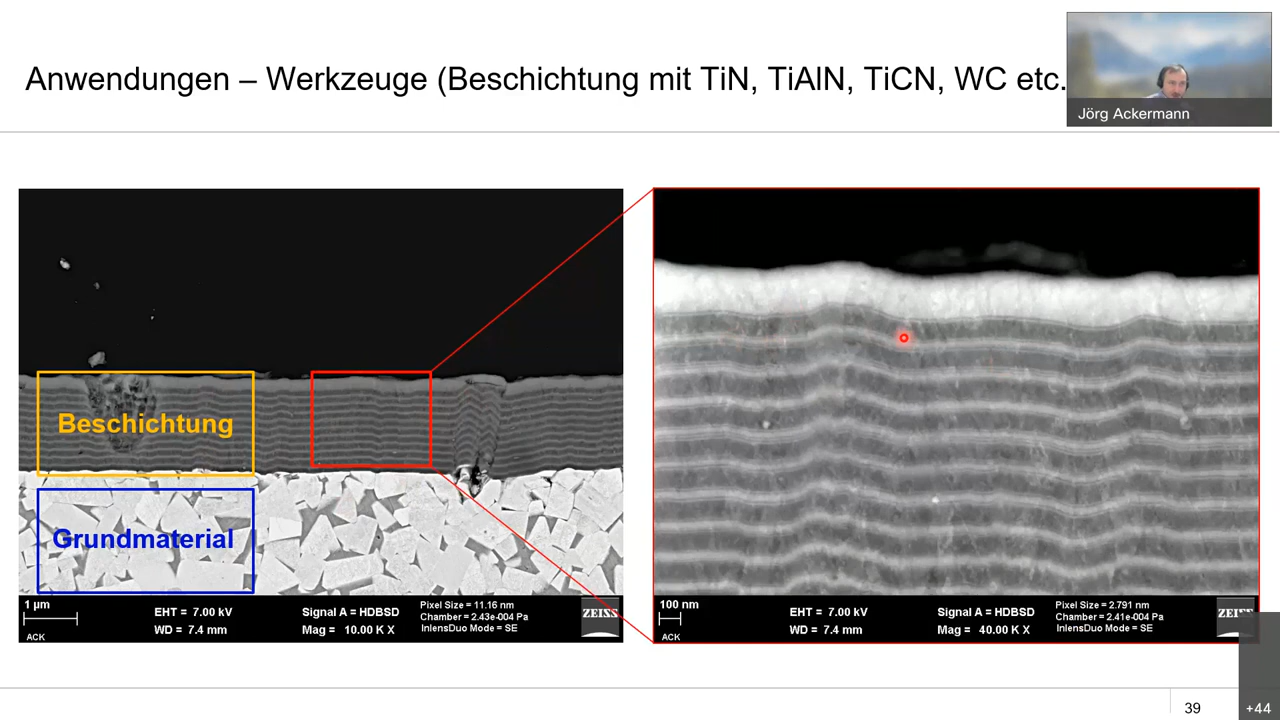 Anwendungen – Werkzeuge (Beschichtung mit TiN, TiAlN, TiCN, WC etc.
Jörg Ackermann
Beschichtung
Grundmaterial
1 µm
ACK
EHT = 7.00 kV
WD = 7.4 mm
Signal A = HDBSD
Mag = 10.00 K X
Pixel Size = 11.16 nm
Chamber = 2.43e-004 Pa
InlensDuo Mode = SE
ZEISS
100 nm
ACK
EHT = 7.00 kV
WD = 7.4 mm
Signal A = HDBSD
Mag = 40.00 K X
Pixel Size = 2.791 nm
Chamber = 2.41e-004 Pa
InlensDuo Mode = SE
ZEISS
39
+44